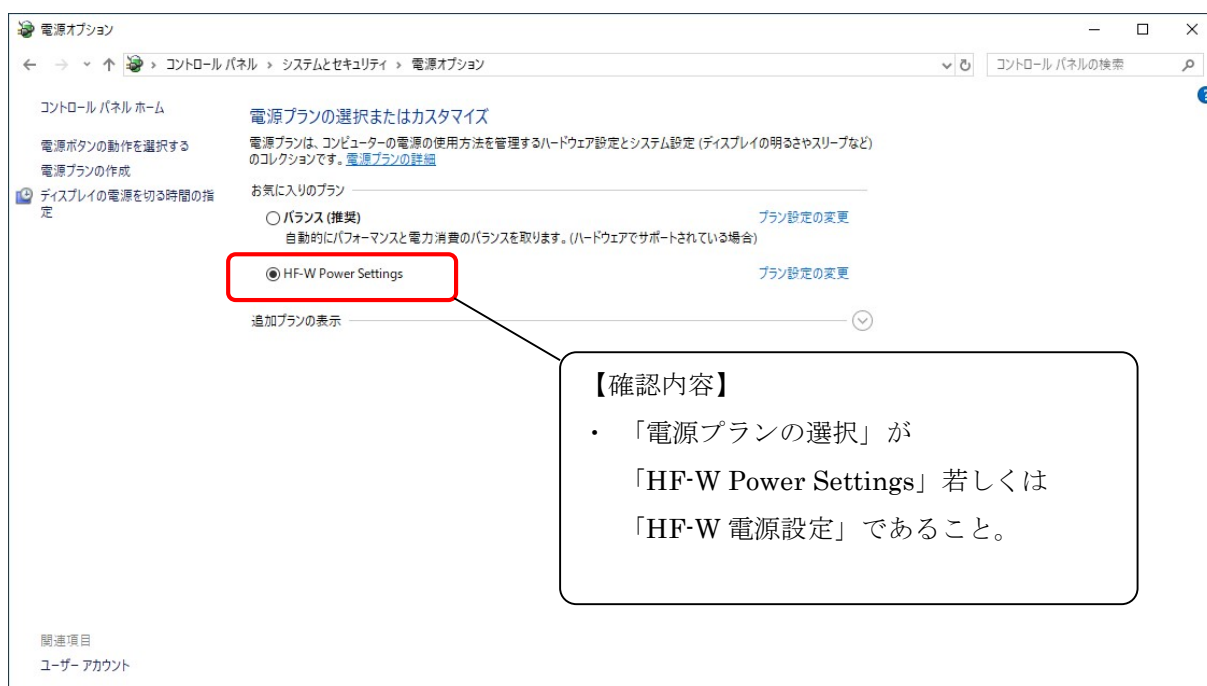 電源オプション
コントロール パネル › システムとセキュリティ › 電源オプション
コントロール パネルの検索
コントロール パネル ホーム
電源ボタンの動作を選択する
電源プランの作成
ディスプレイの電源を切る時間の指
定
電源プランの選択またはカスタマイズ
電源プランは、コンピューターの電源の使用方法を管理するハードウェア設定とシステム設定 (ディスプレイの明るさやスリープなど)
のコレクションです。電源プランの詳細
お気に入りのプラン
バランス (推奨) プラン設定の変更
自動的にパフォーマンスと電力消費のバランスを取ります。(ハードウェアでサポートされている場合)
HF-W Power Settings プラン設定の変更
追加プランの表示
【確認内容】
・ 「電源プランの選択」が
「HF-W Power Settings」若しくは
「HF-W 電源設定」であること。
関連項目
ユーザー アカウント